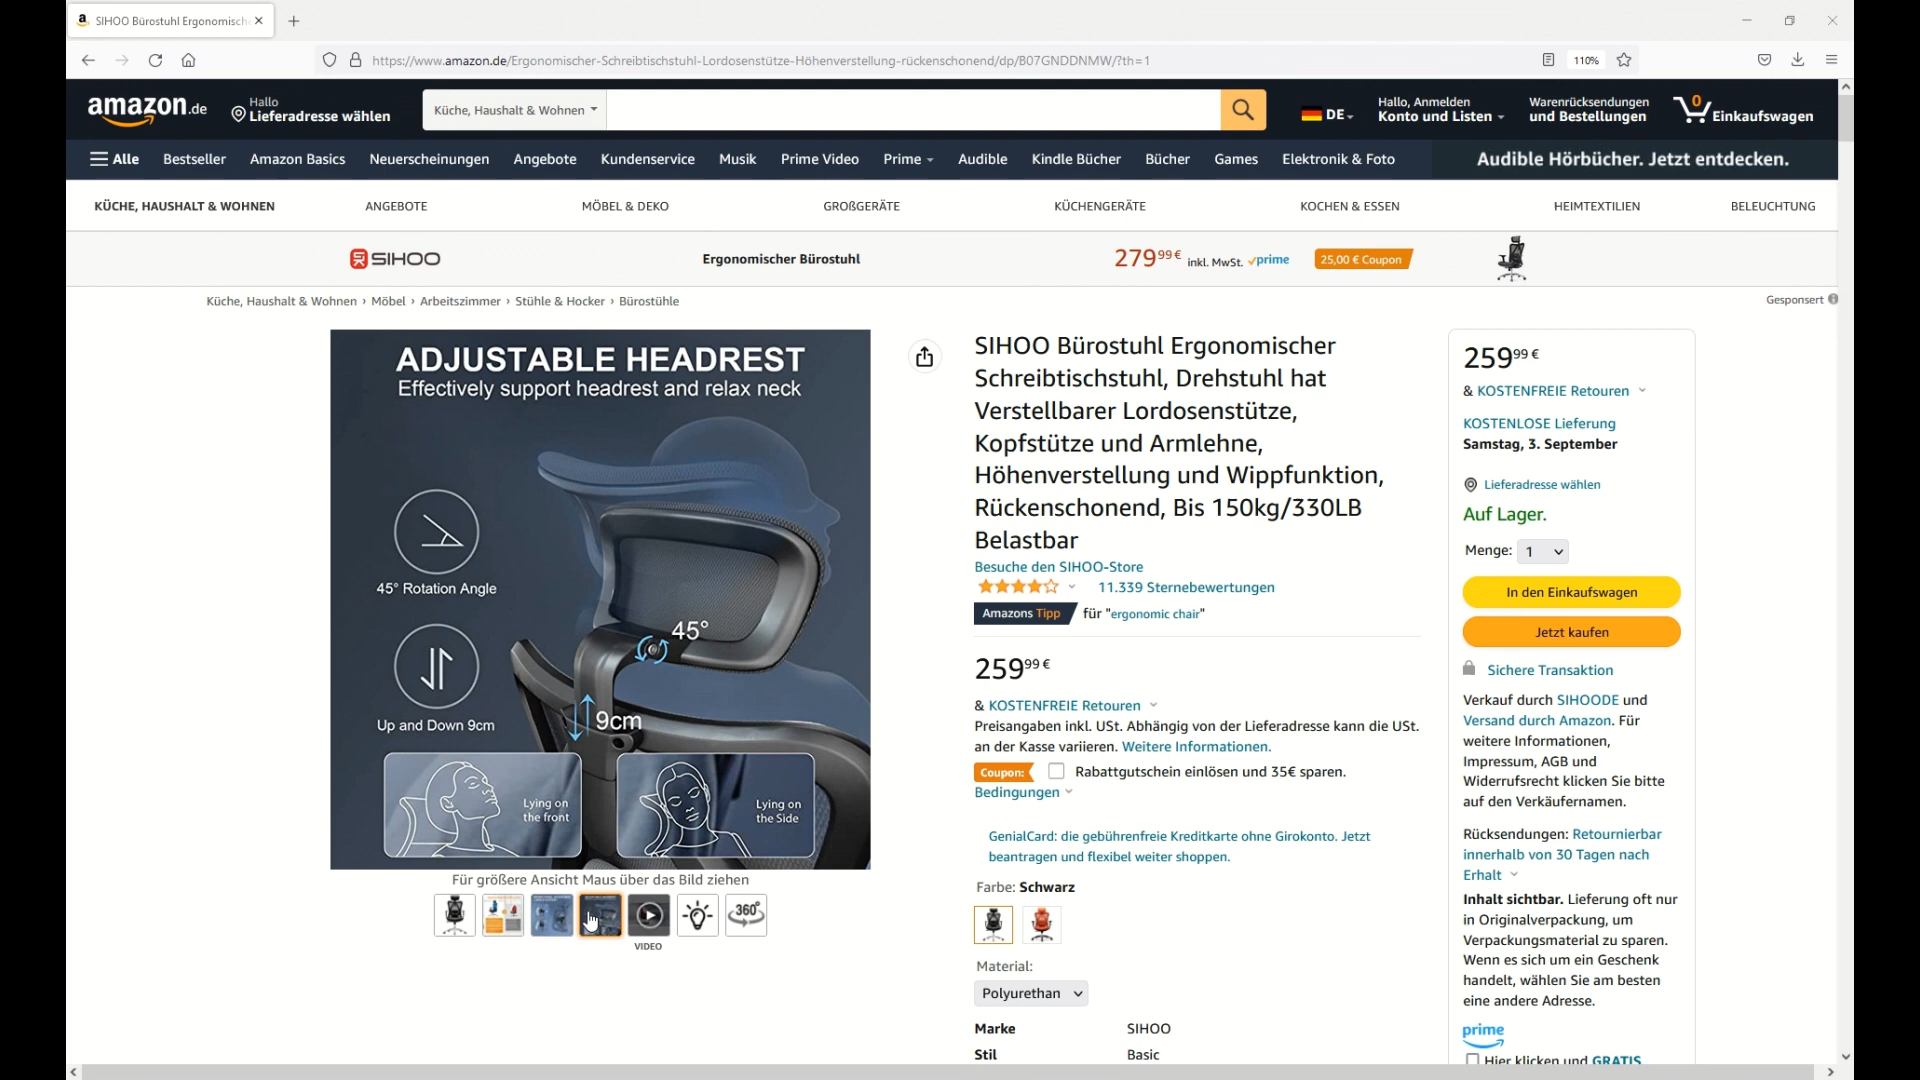 SIHOO Bürostuhl Ergonomisch
https://www.amazon.de/Ergonomischer-Schreibtischstuhl-Lordosenstütze-Höhenverstellung-rückenschonend/dp/B07GNDDNMW/?th=1
110%
amazon.de
Hallo
Lieferadresse wählen
Küche, Haushalt & Wohnen
DE
Hallo, Anmelden
Konto und Listen
Warenrücksendungen
und Bestellungen
0
Einkaufswagen
Alle
Bestseller
Amazon Basics
Neuerscheinungen
Angebote
Kundenservice
Musik
Prime Video
Prime
Audible
Kindle Bücher
Bücher
Games
Elektronik & Foto
Audible Hörbücher. Jetzt entdecken.
KÜCHE, HAUSHALT & WOHNEN
ANGEBOTE
MÖBEL & DEKO
GROßGERÄTE
KÜCHENGERÄTE
KOCHEN & ESSEN
HEIMTEXTILIEN
BELEUCHTUNG
SIHOO
Ergonomischer Bürostuhl
279⁹⁹€ inkl. MwSt. prime
25,00 € Coupon
Küche, Haushalt & Wohnen › Möbel › Arbeitszimmer › Stühle & Hocker › Bürostühle
Gesponsert
ADJUSTABLE HEADREST
Effectively support headrest and relax neck
45° Rotation Angle
45°
Up and Down 9cm
9cm
Lying on
the front
Lying on
the Side
Für größere Ansicht Maus über das Bild ziehen
360°
VIDEO
SIHOO Bürostuhl Ergonomischer
Schreibtischstuhl, Drehstuhl hat
Verstellbarer Lordosenstütze,
Kopfstütze und Armlehne,
Höhenverstellung und Wippfunktion,
Rückenschonend, Bis 150kg/330LB
Belastbar
Besuche den SIHOO-Store
11.339 Sternebewertungen
Amazons Tipp für "ergonomic chair"
259⁹⁹€
& KOSTENFREIE Retouren
Preisangaben inkl. USt. Abhängig von der Lieferadresse kann die USt.
an der Kasse variieren. Weitere Informationen.
Coupon: Rabattgutschein einlösen und 35€ sparen.
Bedingungen
GenialCard: die gebührenfreie Kreditkarte ohne Girokonto. Jetzt
beantragen und flexibel weiter shoppen.
Farbe: Schwarz
Material:
Polyurethan
Marke SIHOO
Stil Basic
259⁹⁹€
& KOSTENFREIE Retouren
KOSTENLOSE Lieferung
Samstag, 3. September
Lieferadresse wählen
Auf Lager.
Menge: 1
In den Einkaufswagen
Jetzt kaufen
Sichere Transaktion
Verkauf durch SIHOODE und
Versand durch Amazon. Für
weitere Informationen,
Impressum, AGB und
Widerrufsrecht klicken Sie bitte
auf den Verkäufernamen.
Rücksendungen: Retournierbar
innerhalb von 30 Tagen nach
Erhalt
Inhalt sichtbar. Lieferung oft nur
in Originalverpackung, um
Verpackungsmaterial zu sparen.
Wenn es sich um ein Geschenk
handelt, wählen Sie am besten
eine andere Adresse.
prime
Hier klicken und GRATIS